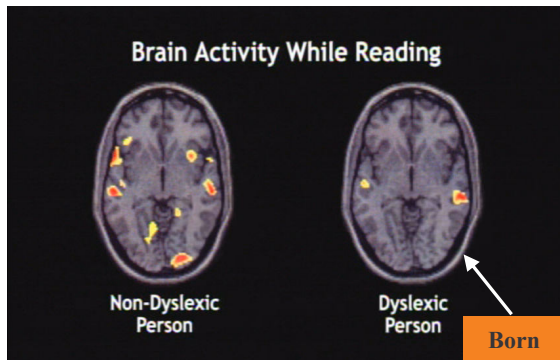 Brain Activity While Reading
Non-Dyslexic
Person
Dyslexic
Person
Born